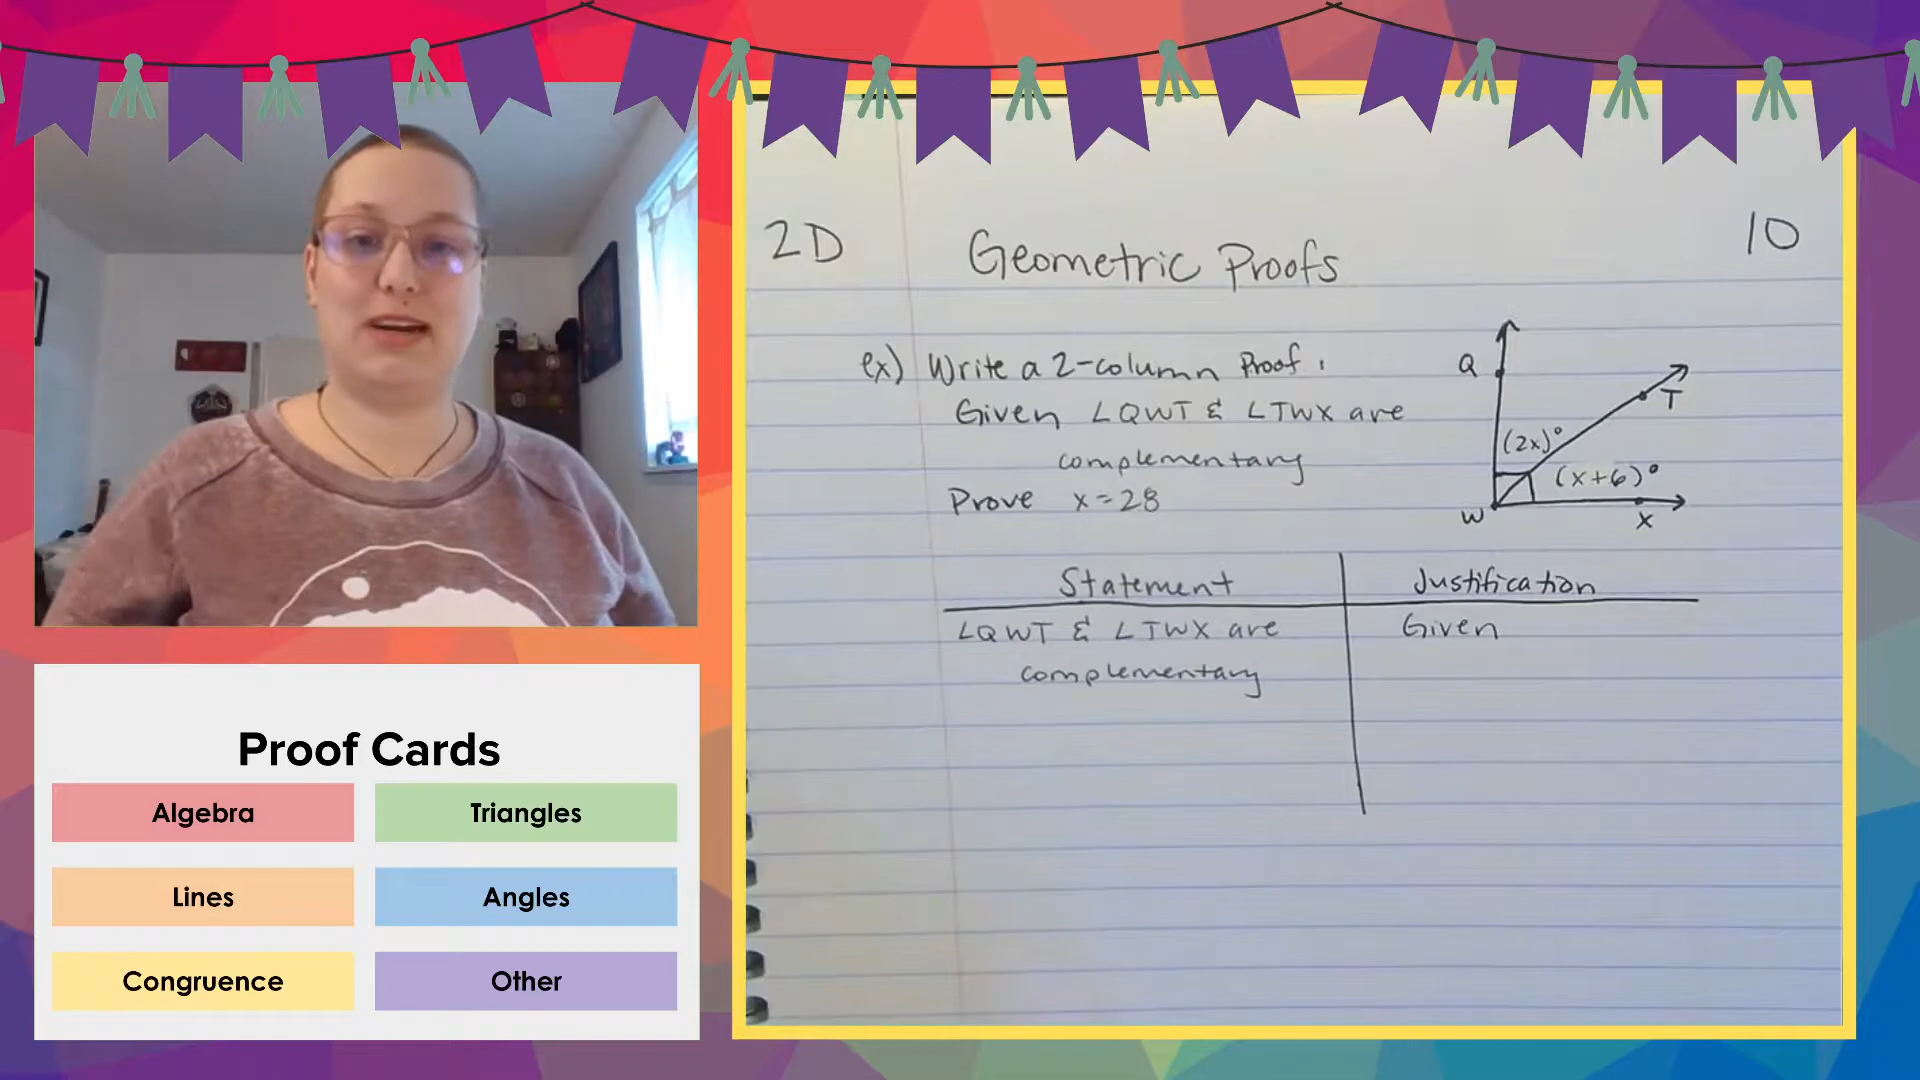 2D Geometric Proofs 10
ex) Write a 2-column Proof.
Given ∠QWT & ∠TWX are
complementary
Prove x=28
Q
T
(2x)°
(x+6)°
W
X
Statement Justification
∠QWT & ∠TWX are Given
complementary
Proof Cards
Algebra Triangles
Lines Angles
Congruence Other